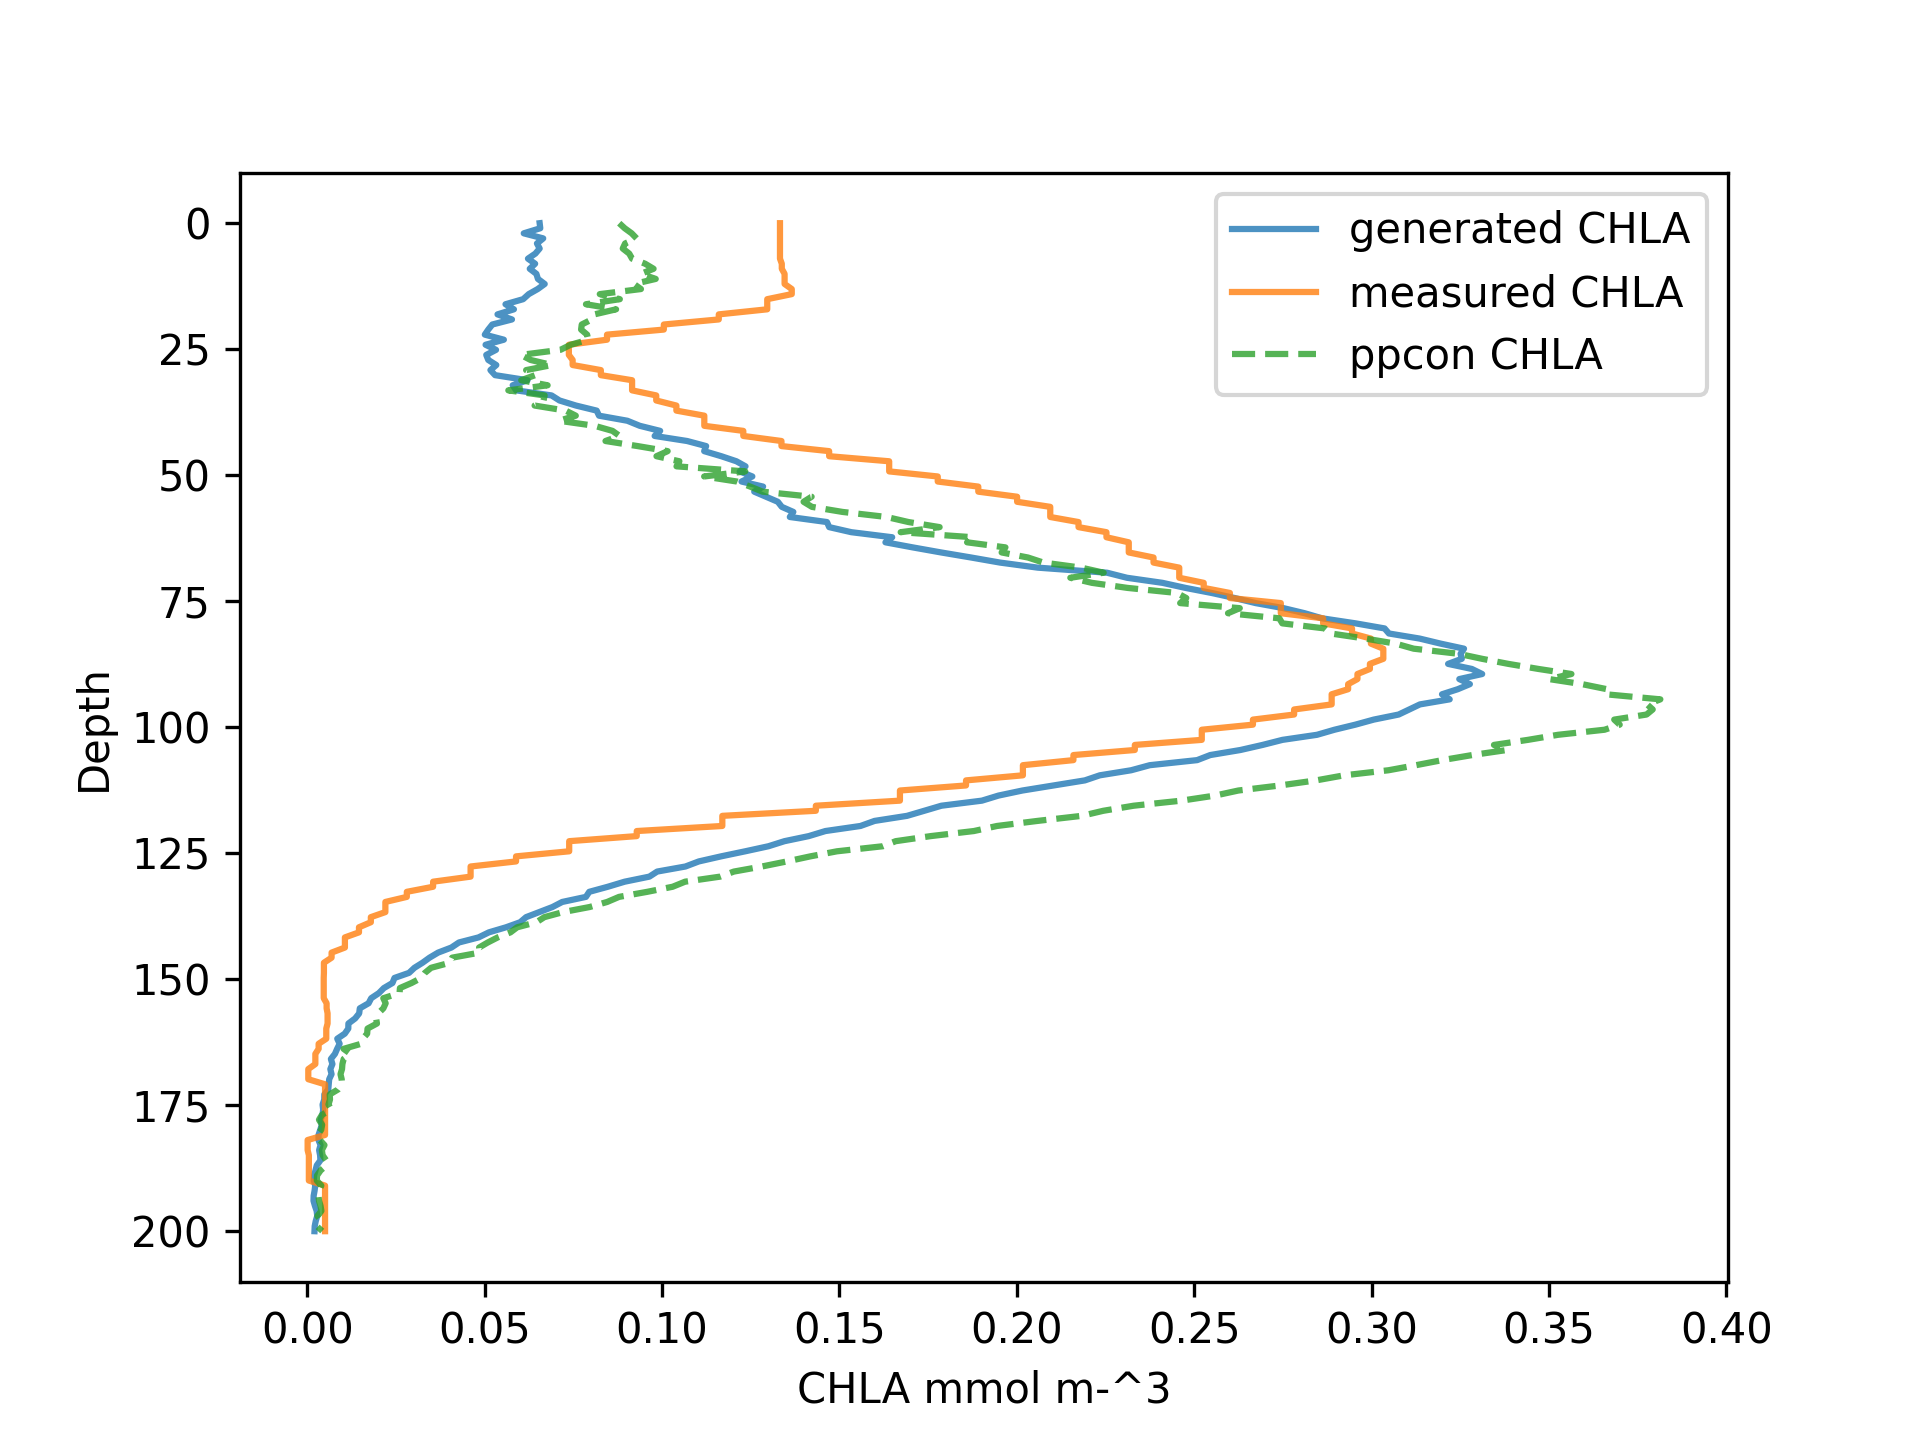 generated CHLA
measured CHLA
ppcon CHLA
0
25
50
75
100
125
150
175
200
Depth
0.00 0.05 0.10 0.15 0.20 0.25 0.30 0.35 0.40
CHLA mmol m-^3